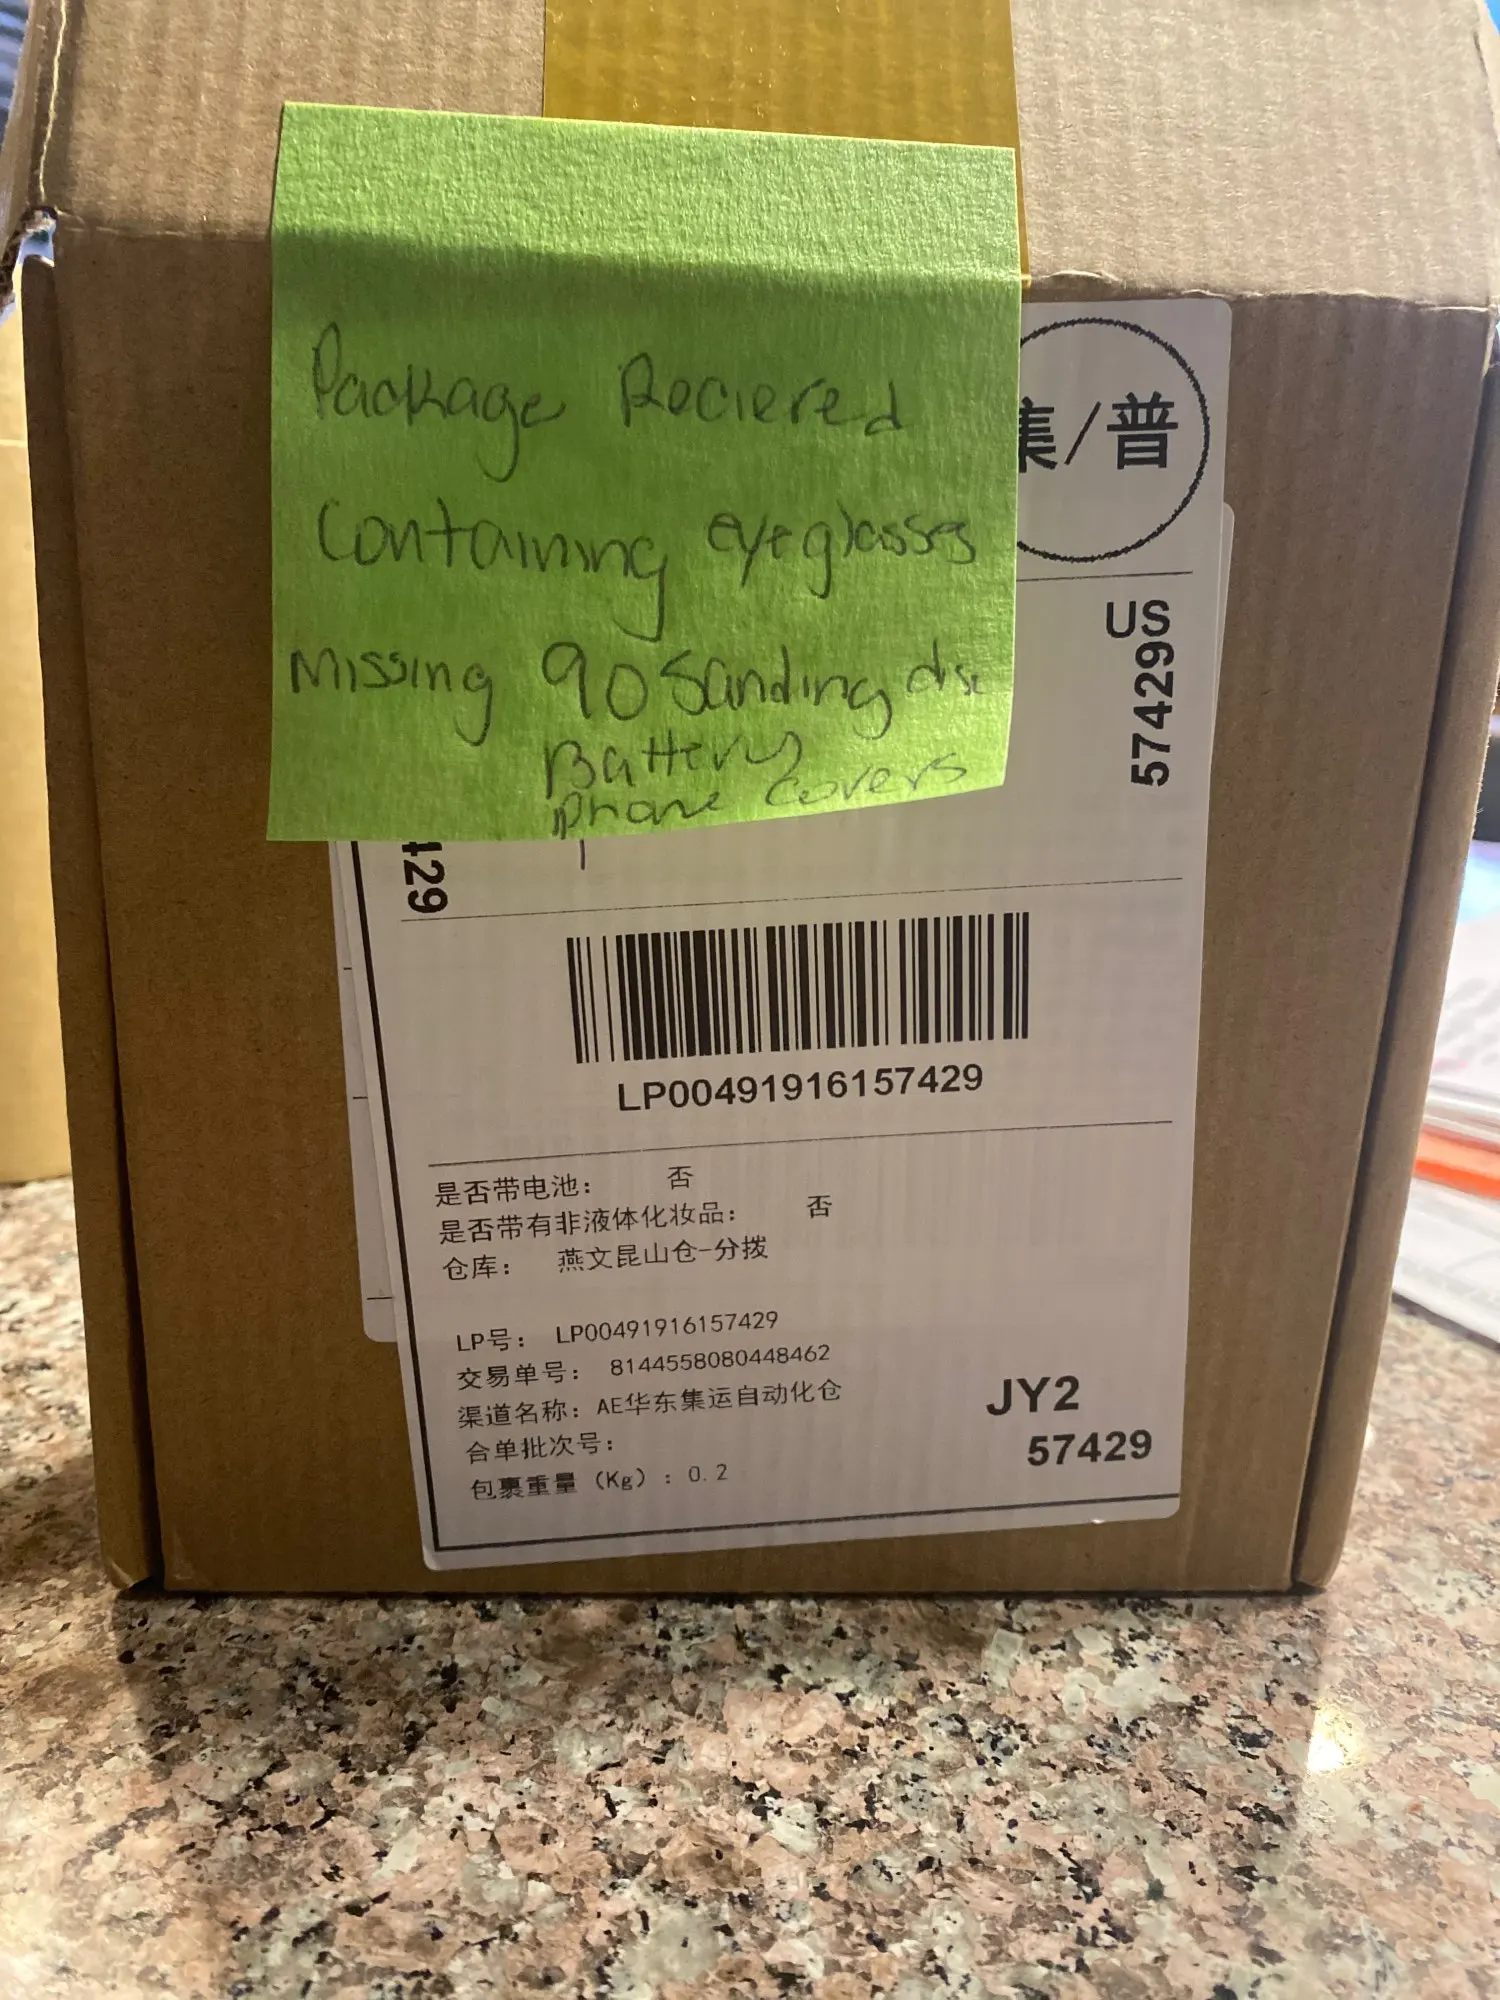 Package Reciered
Containing eyeglasses
Missing 90 Sanding disc
Battery
phone covers
集/普
US
57429
429
LP00491916157429
是否带电池： 否
是否带有非液体化妆品： 否
仓库： 燕文昆山仓-分拨
LP号： LP00491916157429
交易单号： 8144558080448462
渠道名称：AE华东集运自动化仓
合单批次号：
包裹重量（Kg）：0.2
JY2
57429